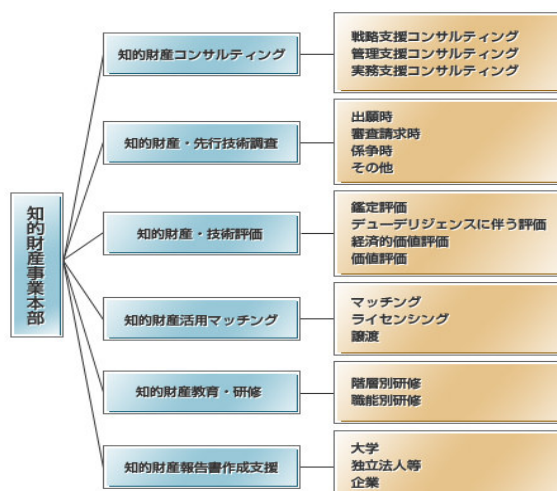 知的財産事業本部
知的財産コンサルティング
戦略支援コンサルティング
管理支援コンサルティング
実務支援コンサルティング
知的財産・先行技術調査
出願時
審査請求時
係争時
その他
知的財産・技術評価
鑑定評価
デューデリジェンスに伴う評価
経済的価値評価
価値評価
知的財産活用マッチング
マッチング
ライセンシング
譲渡
知的財産教育・研修
階層別研修
職能別研修
知的財産報告書作成支援
大学
独立法人等
企業